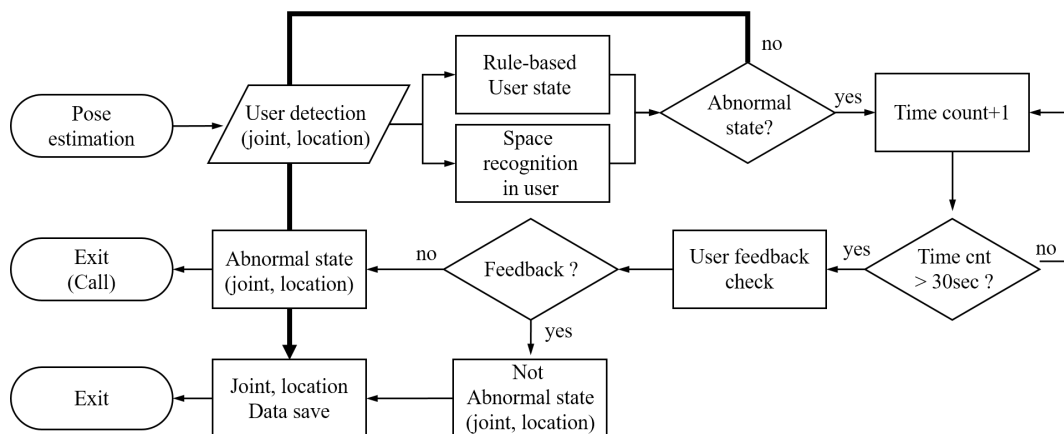 Pose
estimation
User detection
(joint, location)
Rule-based
User state
Space
recognition
in user
no
Abnormal
state?
yes
Time count+1
Exit
(Call)
Abnormal state
(joint, location)
no
Feedback ?
yes
User feedback
check
yes
Time cnt
> 30sec ?
no
Exit
Joint, location
Data save
Not
Abnormal state
(joint, location)